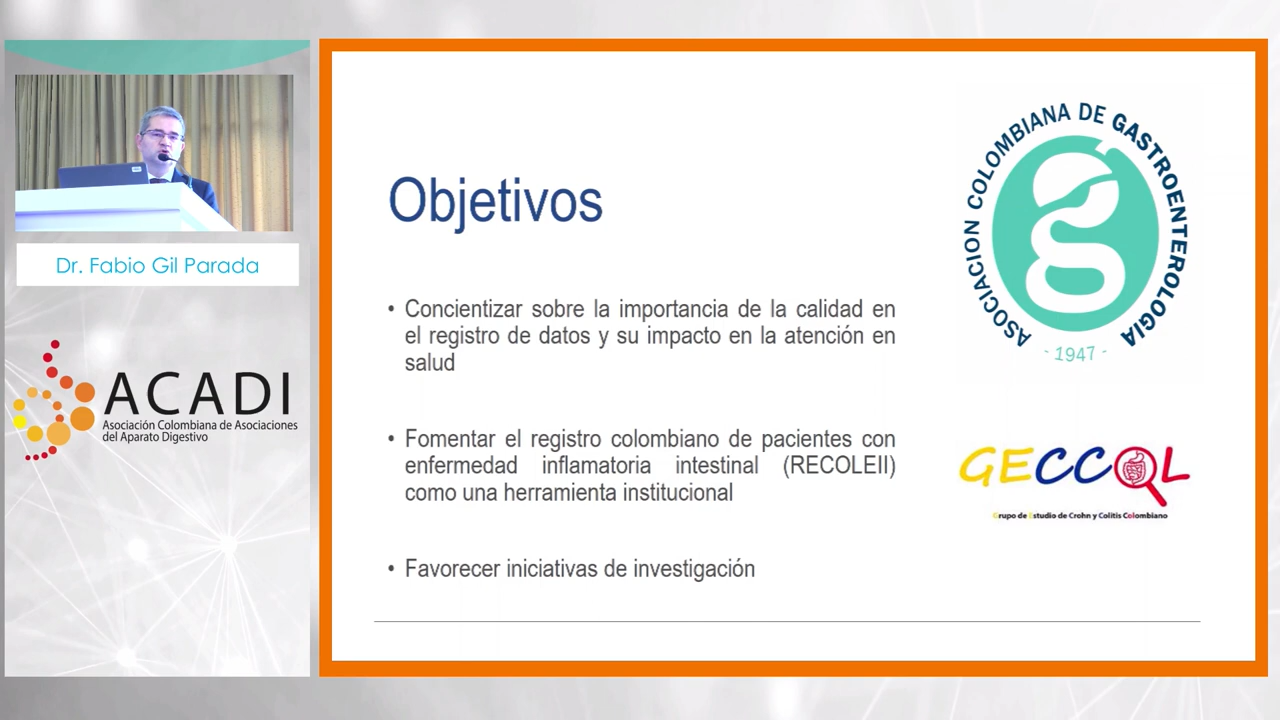 Dr. Fabio Gil Parada
ACADI
Asociación Colombiana de Asociaciones
del Aparato Digestivo
Objetivos
• Concientizar sobre la importancia de la calidad en
el registro de datos y su impacto en la atención en
salud
• Fomentar el registro colombiano de pacientes con
enfermedad inflamatoria intestinal (RECOLEII)
como una herramienta institucional
• Favorecer iniciativas de investigación
ASOCIACION COLOMBIANA DE GASTROENTEROLOGIA
- 1947 -
GECCOL
Grupo de Estudio de Crohn y Colitis Colombiano